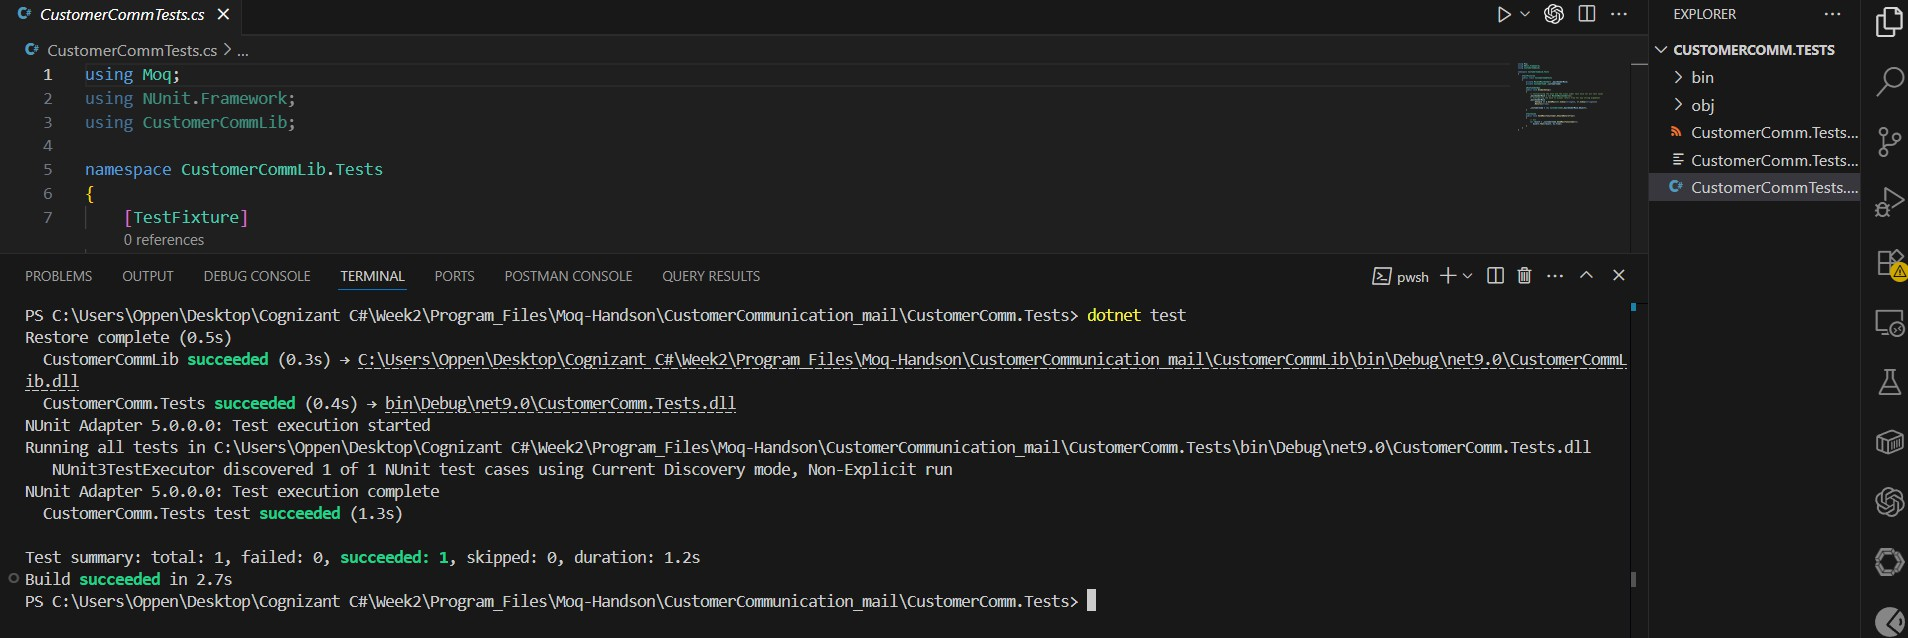 C# CustomerCommTests.cs
EXPLORER
C# CustomerCommTests.cs > ...
CUSTOMERCOMM.TESTS
1 using Moq;
bin
2 using NUnit.Framework;
obj
3 using CustomerCommLib;
CustomerComm.Tests...
4
CustomerComm.Tests...
5 namespace CustomerCommLib.Tests
C# CustomerCommTests....
6 {
7 [TestFixture]
0 references
PROBLEMS OUTPUT DEBUG CONSOLE TERMINAL PORTS POSTMAN CONSOLE QUERY RESULTS pwsh
PS C:\Users\Oppen\Desktop\Cognizant C#\Week2\Program_Files\Moq-Handson\CustomerCommunication_mail\CustomerComm.Tests> dotnet test
Restore complete (0.5s)
CustomerCommLib succeeded (0.3s) → C:\Users\Oppen\Desktop\Cognizant C#\Week2\Program_Files\Moq-Handson\CustomerCommunication_mail\CustomerCommLib\bin\Debug\net9.0\CustomerCommL
ib.dll
CustomerComm.Tests succeeded (0.4s) → bin\Debug\net9.0\CustomerComm.Tests.dll
NUnit Adapter 5.0.0.0: Test execution started
Running all tests in C:\Users\Oppen\Desktop\Cognizant C#\Week2\Program_Files\Moq-Handson\CustomerCommunication_mail\CustomerComm.Tests\bin\Debug\net9.0\CustomerComm.Tests.dll
NUnit3TestExecutor discovered 1 of 1 NUnit test cases using Current Discovery mode, Non-Explicit run
NUnit Adapter 5.0.0.0: Test execution complete
CustomerComm.Tests test succeeded (1.3s)
Test summary: total: 1, failed: 0, succeeded: 1, skipped: 0, duration: 1.2s
Build succeeded in 2.7s
PS C:\Users\Oppen\Desktop\Cognizant C#\Week2\Program_Files\Moq-Handson\CustomerCommunication_mail\CustomerComm.Tests>